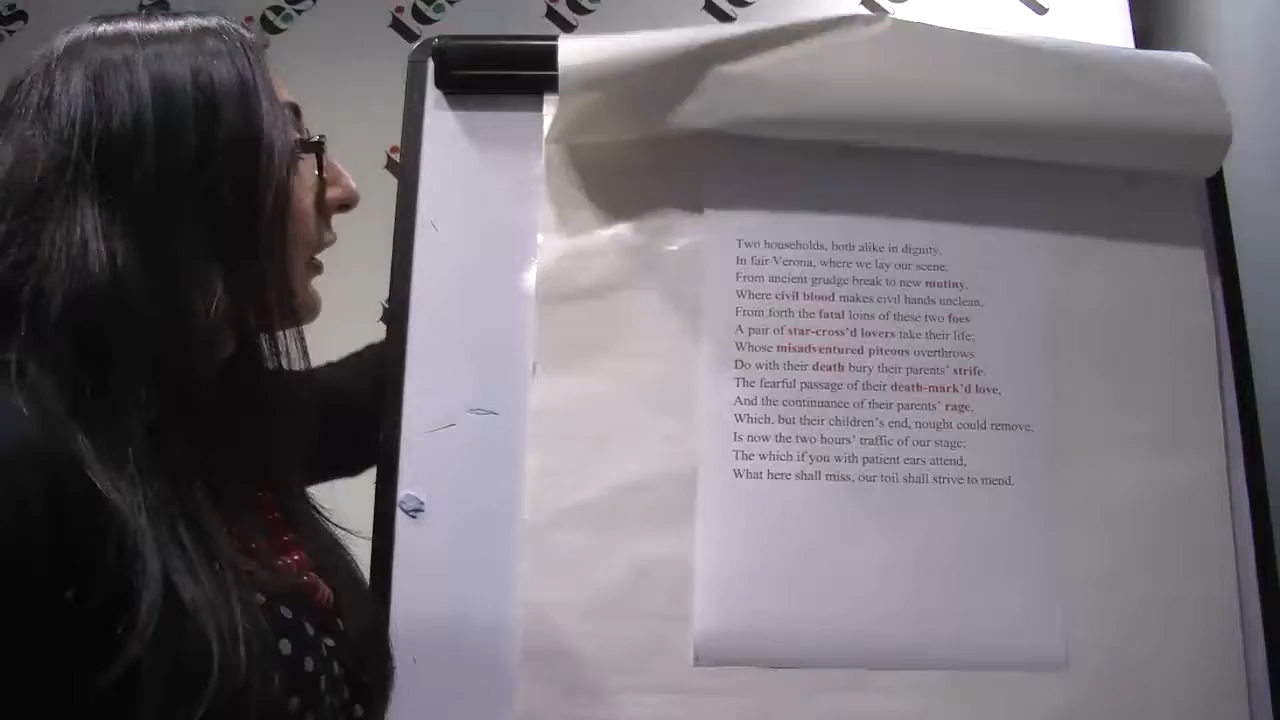 tes
tes
tes
tes
tes
Two households, both alike in dignity,
In fair Verona, where we lay our scene,
From ancient grudge break to new mutiny,
Where civil blood makes civil hands unclean.
From forth the fatal loins of these two foes
A pair of star-cross'd lovers take their life;
Whose misadventured piteous overthrows
Do with their death bury their parents' strife.
The fearful passage of their death-mark'd love,
And the continuance of their parents' rage,
Which, but their children's end, nought could remove,
Is now the two hours' traffic of our stage;
The which if you with patient ears attend,
What here shall miss, our toil shall strive to mend.